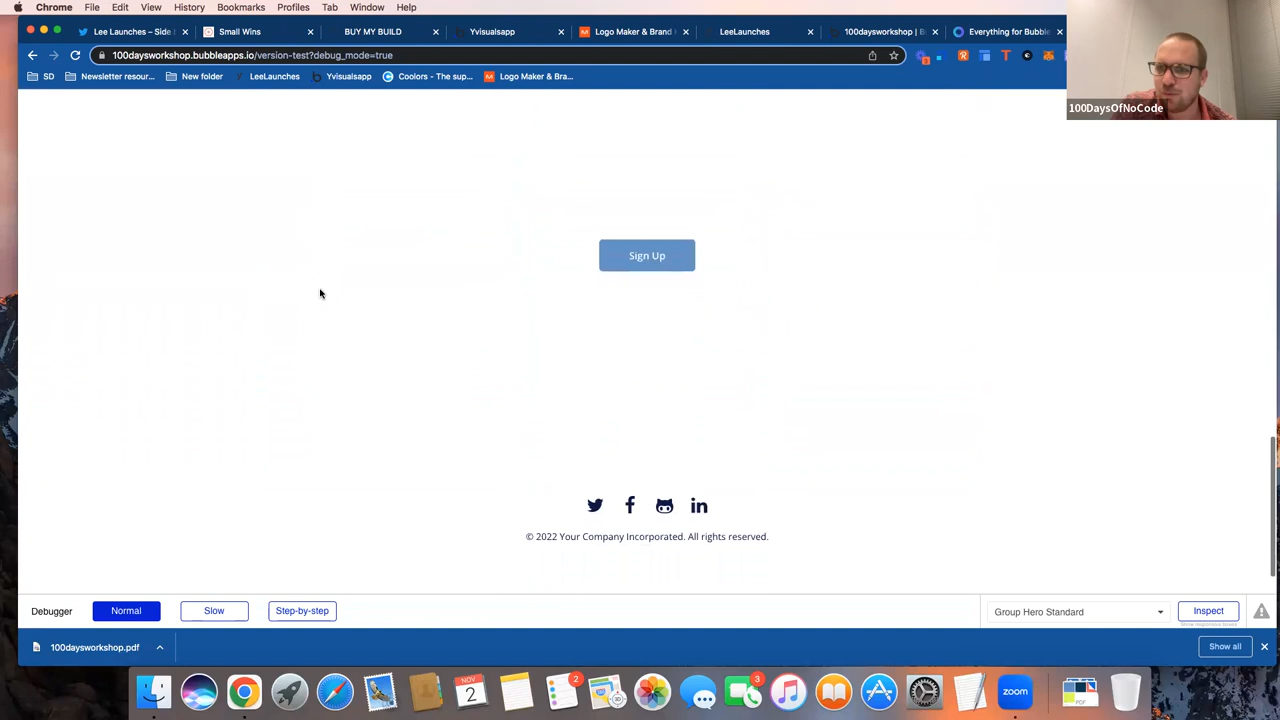 Chrome File Edit View History Bookmarks Profiles Tab Window Help
Lee Launches – Side Small Wins BUY MY BUILD Yvisualsapp Logo Maker & Brand LeeLaunches 100daysworkshop | B Everything for Bubble
100daysworkshop.bubbleapps.io/version-test?debug_mode=true
SD Newsletter resour... New folder LeeLaunches Yvisualsapp Coolors - The sup... Logo Maker & Bra...
100DaysOfNoCode
Sign Up
© 2022 Your Company Incorporated. All rights reserved.
Debugger Normal Slow Step-by-step Group Hero Standard Inspect
Show responsive boxes
100daysworkshop.pdf Show all
NOV
2
2
3
zoom
PDF